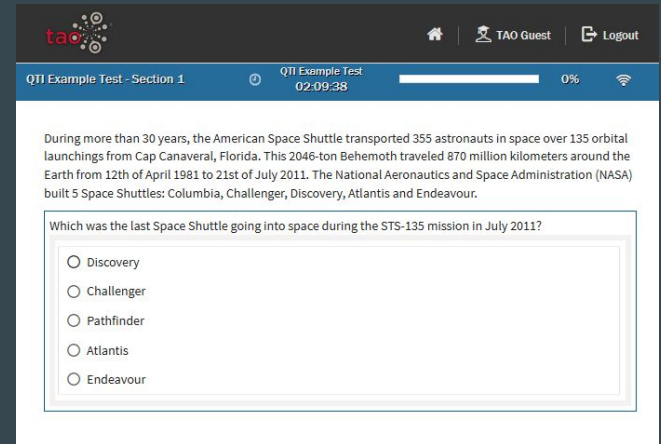 tao
TAO Guest
Logout
QTI Example Test - Section 1
QTI Example Test
02:09:38
0%
During more than 30 years, the American Space Shuttle transported 355 astronauts in space over 135 orbital
launchings from Cap Canaveral, Florida. This 2046-ton Behemoth traveled 870 million kilometers around the
Earth from 12th of April 1981 to 21st of July 2011. The National Aeronautics and Space Administration (NASA)
built 5 Space Shuttles: Columbia, Challenger, Discovery, Atlantis and Endeavour.
Which was the last Space Shuttle going into space during the STS-135 mission in July 2011?
Discovery
Challenger
Pathfinder
Atlantis
Endeavour